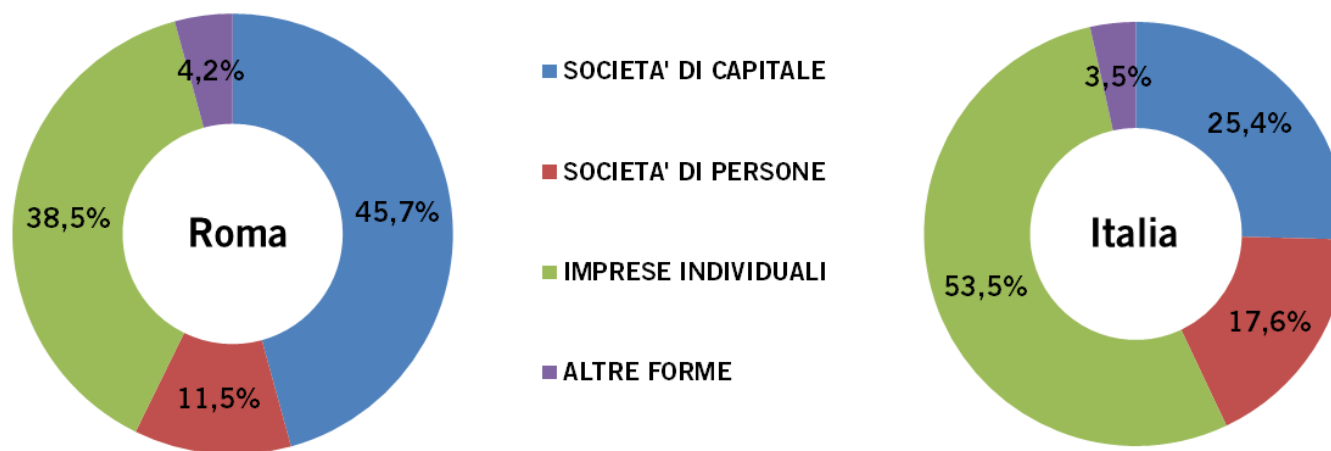 4,2%
38,5%
Roma
45,7%
11,5%
SOCIETA' DI CAPITALE
SOCIETA' DI PERSONE
IMPRESE INDIVIDUALI
ALTRE FORME
3,5%
25,4%
Italia
53,5%
17,6%